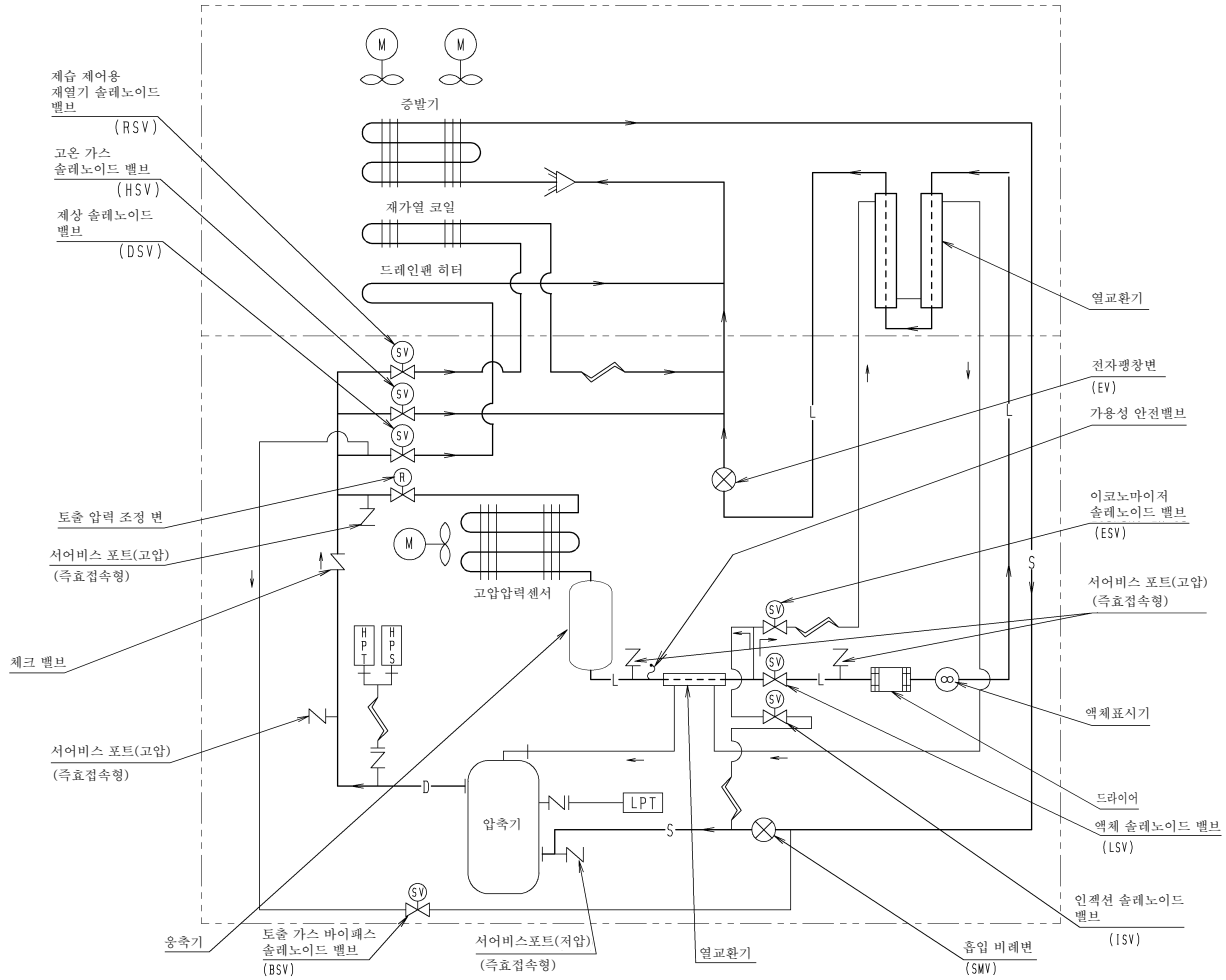 M
M
제습 제어용
재열기 솔레노이드
밸브
(RSV)
증발기
고온 가스
솔레노이드 밸브
(HSV)
재가열 코일
제상 솔레노이드
밸브
(DSV)
드레인팬 히터
열교환기
SV
전자팽창변
(EV)
SV
L
L
가용성 안전밸브
SV
R
이코노마이저
솔레노이드 밸브
(ESV)
토출 압력 조정 변
M
서어비스 포트(고압)
(즉효접속형)
S
고압압력센서
서어비스 포트(고압)
(즉효접속형)
SV
HPT
HPS
체크 밸브
SV
L
L
SV
액체표시기
서어비스 포트(고압)
(즉효접속형)
D
LPT
드라이어
압축기
S
액체 솔레노이드 밸브
(LSV)
SV
인젝션 솔레노이드
밸브
(ISV)
응축기
토출 가스 바이패스
솔레노이드 밸브
(BSV)
서어비스포트(저압)
(즉효접속형)
열교환기
흡입 비례변
(SMV)